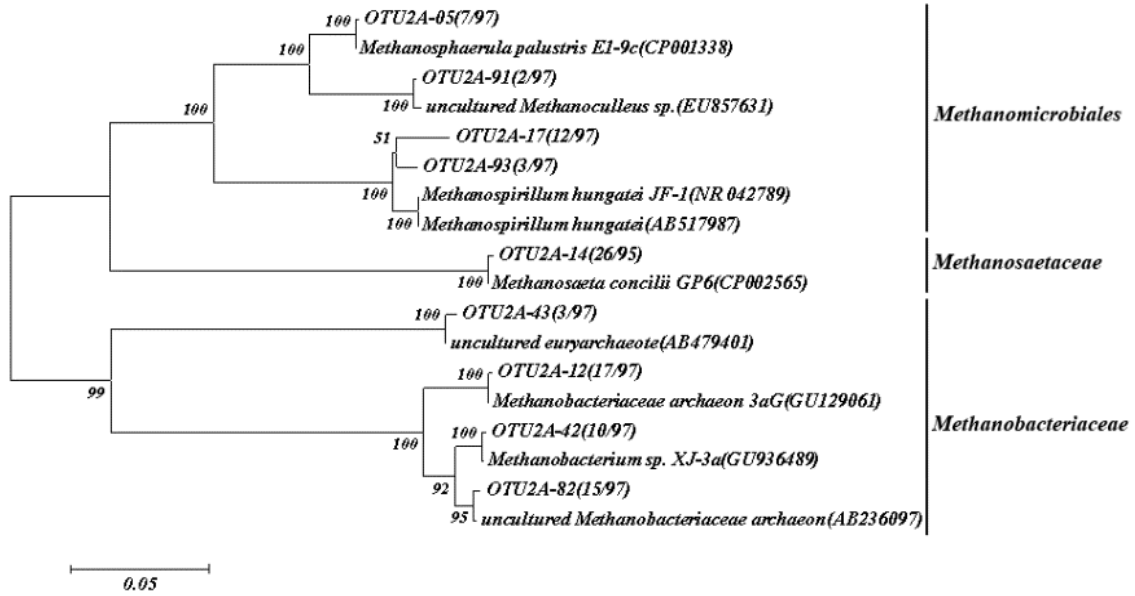 100 OTU2A-05(7/97)
100 Methanosphaerula palustris E1-9c(CP001338)
OTU2A-91(2/97)
100 uncultured Methanoculleus sp.(EU857631)
100
Methanomicrobiales
51 OTU2A-17(12/97)
OTU2A-93(3/97)
100 Methanospirillum hungatei JF-1(NR 042789)
100 Methanospirillum hungatei(AB517987)
OTU2A-14(26/95)
100 Methanosaeta concilii GP6(CP002565)
Methanosaetaceae
100 OTU2A-43(3/97)
uncultured euryarchaeote(AB479401)
99
100 OTU2A-12(17/97)
Methanobacteriaceae archaeon 3aG(GU129061)
Methanobacteriaceae
100
100 OTU2A-42(10/97)
Methanobacterium sp. XJ-3a(GU936489)
92 OTU2A-82(15/97)
95 uncultured Methanobacteriaceae archaeon(AB236097)
0.05